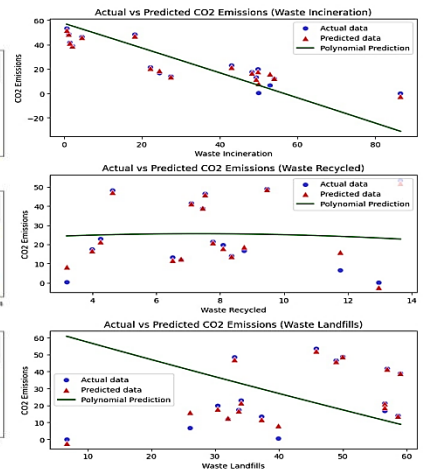 Actual vs Predicted CO2 Emissions (Waste Incineration)
60
40
20
0
−20
CO2 Emissions
Actual data
Predicted data
Polynomial Prediction
0 20 40 60 80
Waste Incineration
Actual vs Predicted CO2 Emissions (Waste Recycled)
50
40
30
20
10
0
CO2 Emissions
Actual data
Predicted data
Polynomial Prediction
4 6 8 10 12 14
Waste Recycled
Actual vs Predicted CO2 Emissions (Waste Landfills)
60
50
40
30
20
10
0
CO2 Emissions
Actual data
Predicted data
Polynomial Prediction
10 20 30 40 50 60
Waste Landfills